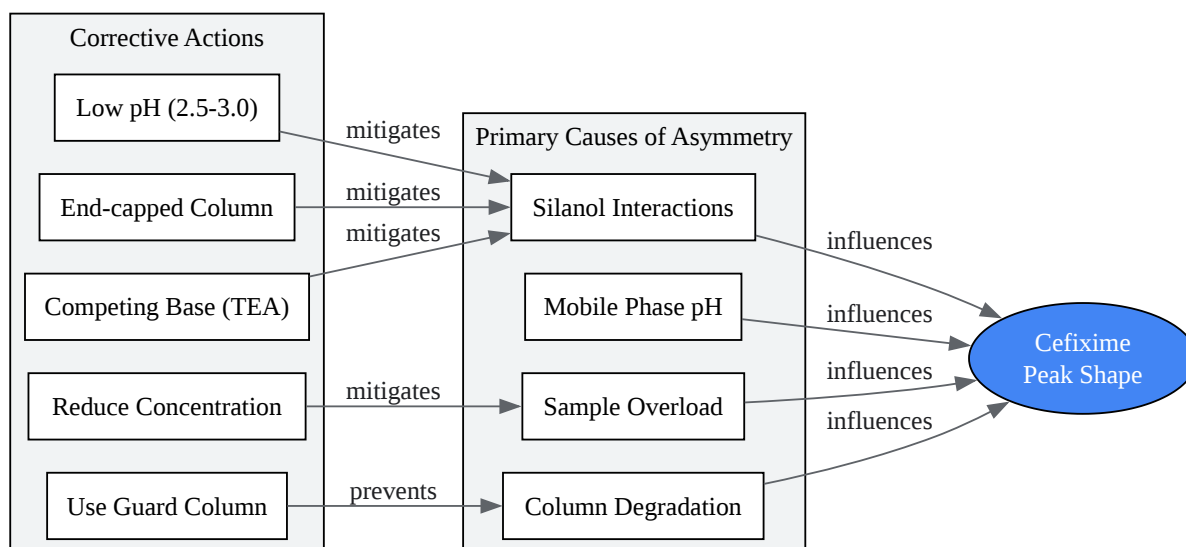 Corrective Actions
Low pH (2.5-3.0)
End-capped Column
Competing Base (TEA)
Reduce Concentration
Use Guard Column
mitigates
mitigates
mitigates
mitigates
prevents
Primary Causes of Asymmetry
Silanol Interactions
Mobile Phase pH
Sample Overload
Column Degradation
influences
influences
influences
influences
Cefixime
Peak Shape